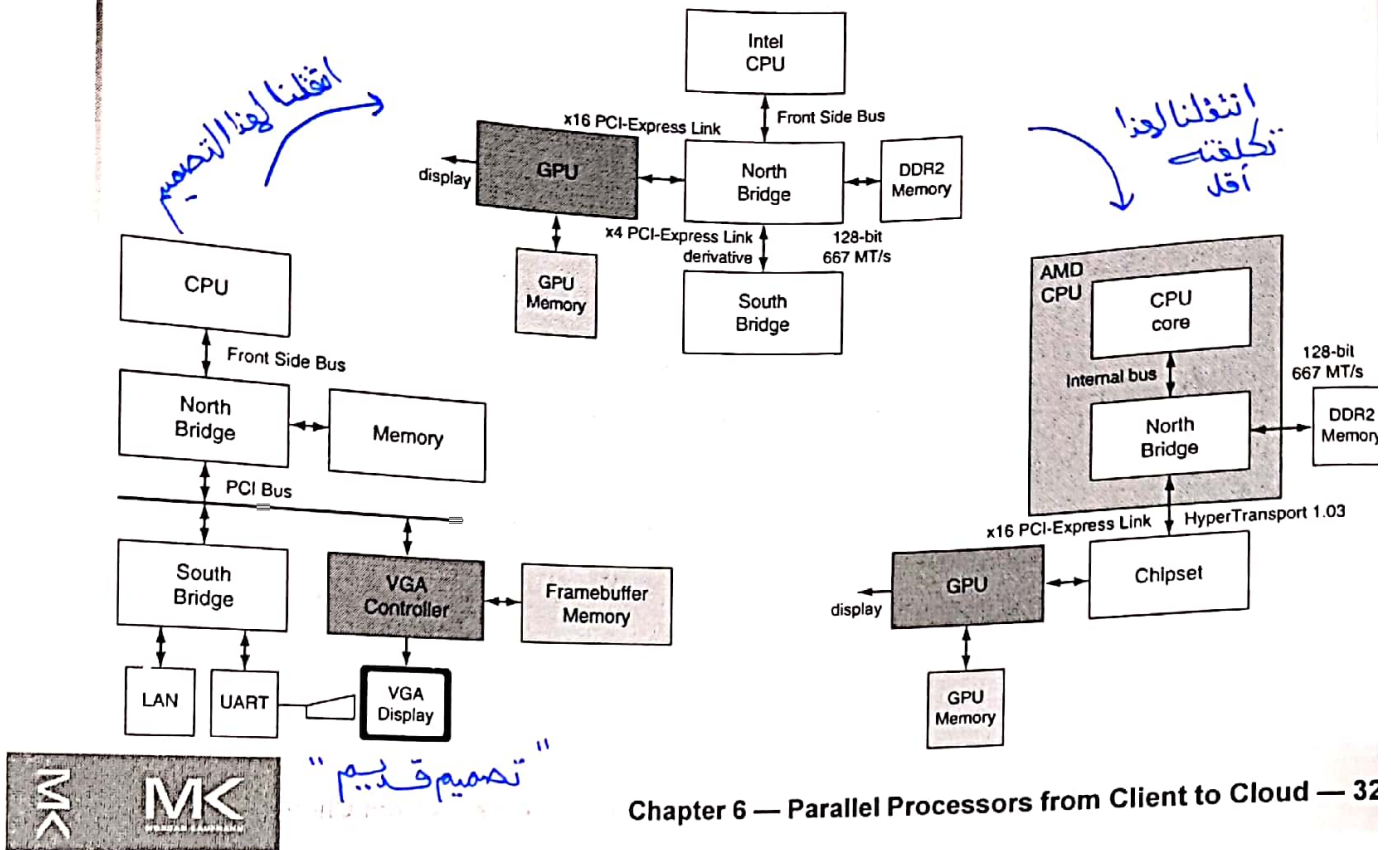 انتقلنا لهذا التصميم
Intel
CPU
Front Side Bus
x16 PCI-Express Link
display
GPU
North
Bridge
DDR2
Memory
x4 PCI-Express Link
derivative
128-bit
667 MT/s
GPU
Memory
South
Bridge
انتقلنا لهذا
تكلفته
أقل
CPU
Front Side Bus
North
Bridge
Memory
PCI Bus
South
Bridge
VGA
Controller
Framebuffer
Memory
LAN
UART
VGA
Display
"تصميم قديم"
AMD
CPU
CPU
core
Internal bus
128-bit
667 MT/s
North
Bridge
DDR2
Memory
x16 PCI-Express Link
HyperTransport 1.03
display
GPU
Chipset
GPU
Memory
MK
MK
MORGAN KAUFMANN
Chapter 6 — Parallel Processors from Client to Cloud — 32